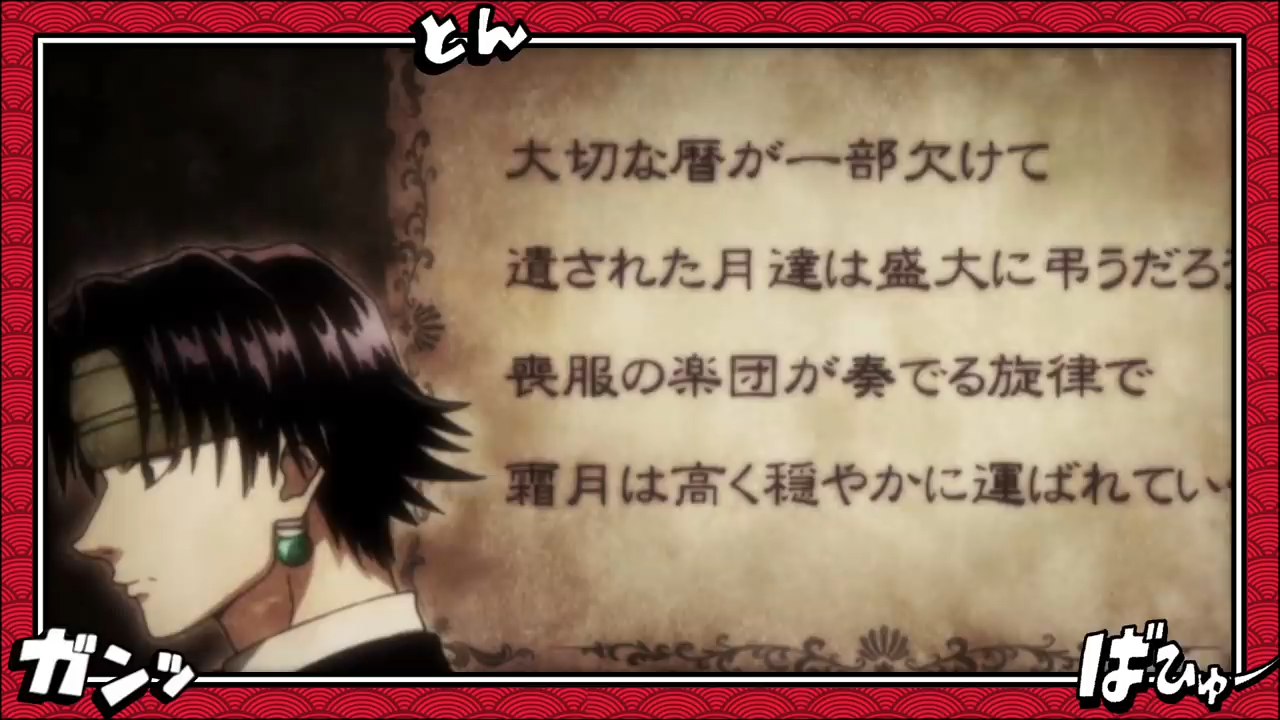 とん
大切な暦が一部欠けて
遺された月達は盛大に弔うだろう
喪服の楽団が奏でる旋律で
霜月は高く穏やかに運ばれてい
ガンッ
ばひゅー